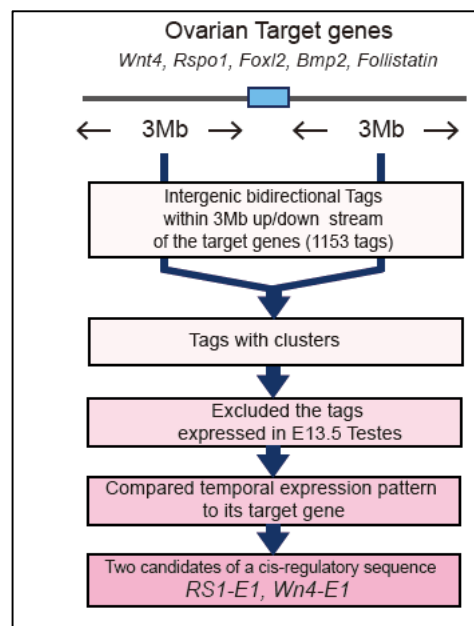 Ovarian Target genes
Wnt4, Rspo1, Foxl2, Bmp2, Follistatin
← 3Mb → ← 3Mb →
Intergenic bidirectional Tags
within 3Mb up/down stream
of the target genes (1153 tags)
Tags with clusters
Excluded the tags
expressed in E13.5 Testes
Compared temporal expression pattern
to its target gene
Two candidates of a cis-regulatory sequence
RS1-E1, Wn4-E1